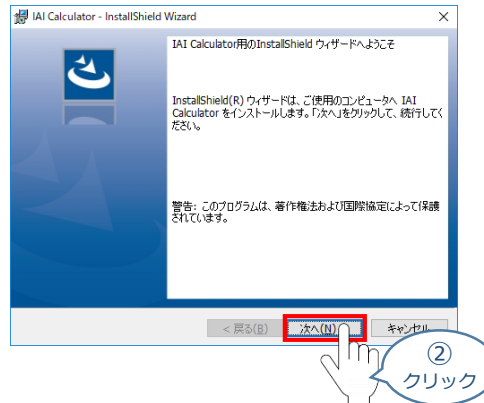 IAI Calculator - InstallShield Wizard
IAI Calculator用のInstallShield ウィザードへようこそ
InstallShield(R) ウィザードは、ご使用のコンピュータへ IAI
Calculator をインストールします。「次へ」をクリックして、続行してく
ださい。
警告: このプログラムは、著作権法および国際協定によって保護
されています。
< 戻る(B)
次へ(N)
キャンセル
②
クリック